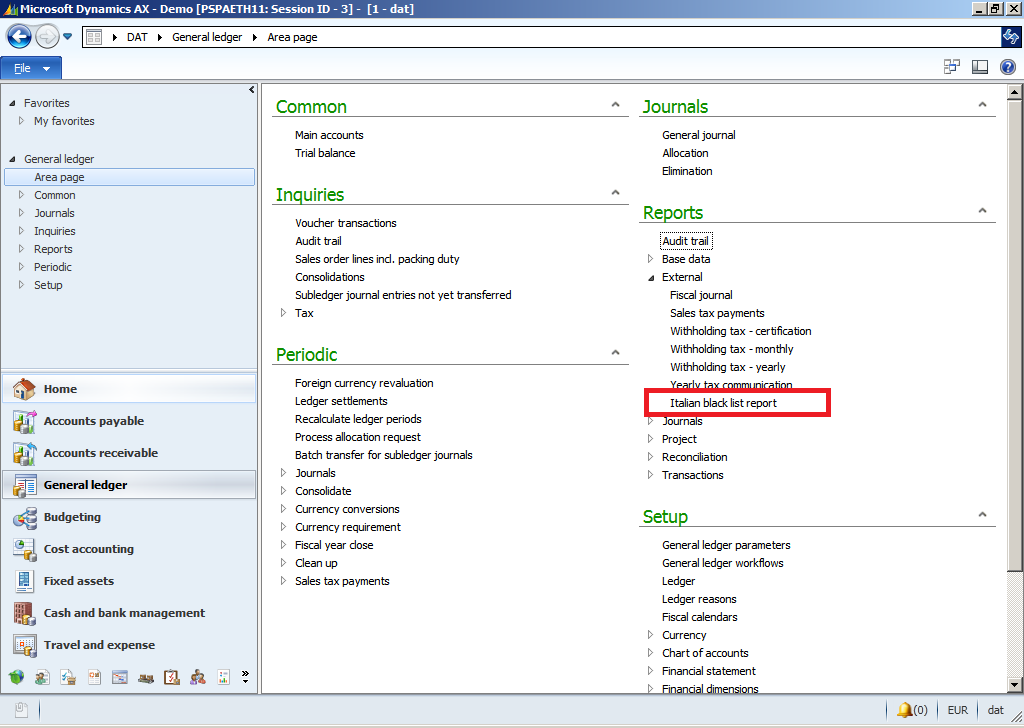 Microsoft Dynamics AX - Demo [PSPAETH11: Session ID - 3] - [1 - dat]
DAT General ledger Area page
File
Favorites
My favorites
General ledger
Area page
Common
Journals
Inquiries
Reports
Periodic
Setup
Home
Accounts payable
Accounts receivable
General ledger
Budgeting
Cost accounting
Fixed assets
Cash and bank management
Travel and expense
Common
Main accounts
Trial balance
Inquiries
Voucher transactions
Audit trail
Sales order lines incl. packing duty
Consolidations
Subledger journal entries not yet transferred
Tax
Periodic
Foreign currency revaluation
Ledger settlements
Recalculate ledger periods
Process allocation request
Batch transfer for subledger journals
Journals
Consolidate
Currency conversions
Currency requirement
Fiscal year close
Clean up
Sales tax payments
Journals
General journal
Allocation
Elimination
Reports
Audit trail
Base data
External
Fiscal journal
Sales tax payments
Withholding tax - certification
Withholding tax - monthly
Withholding tax - yearly
Yearly tax communication
Italian black list report
Journals
Project
Reconciliation
Transactions
Setup
General ledger parameters
General ledger workflows
Ledger
Ledger reasons
Fiscal calendars
Currency
Chart of accounts
Financial statement
Financial dimensions
(0) EUR dat